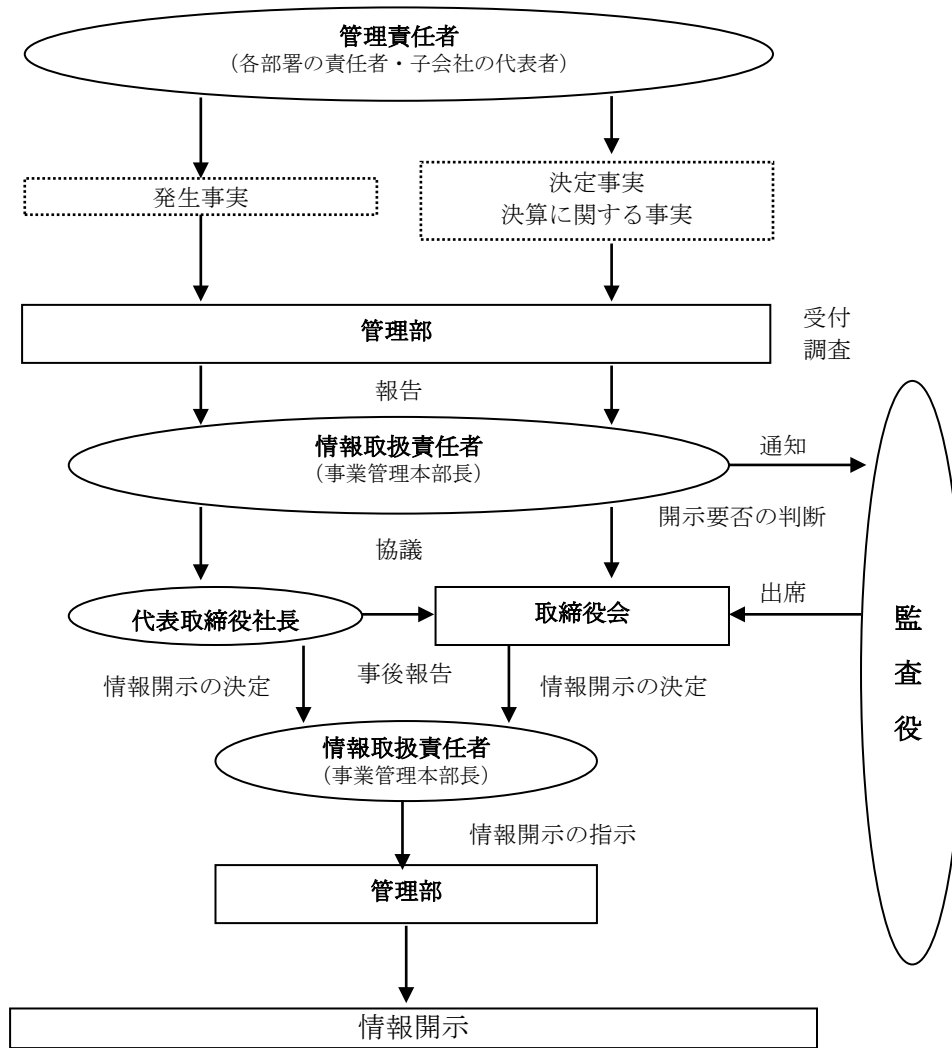 管理責任者
（各部署の責任者・子会社の代表者）
発生事実
決定事実
決算に関する事実
管理部
受付
調査
報告
情報取扱責任者
（事業管理本部長）
通知
開示要否の判断
協議
代表取締役社長
取締役会
出席
監査役
情報開示の決定
事後報告
情報開示の決定
情報取扱責任者
（事業管理本部長）
情報開示の指示
管理部
情報開示